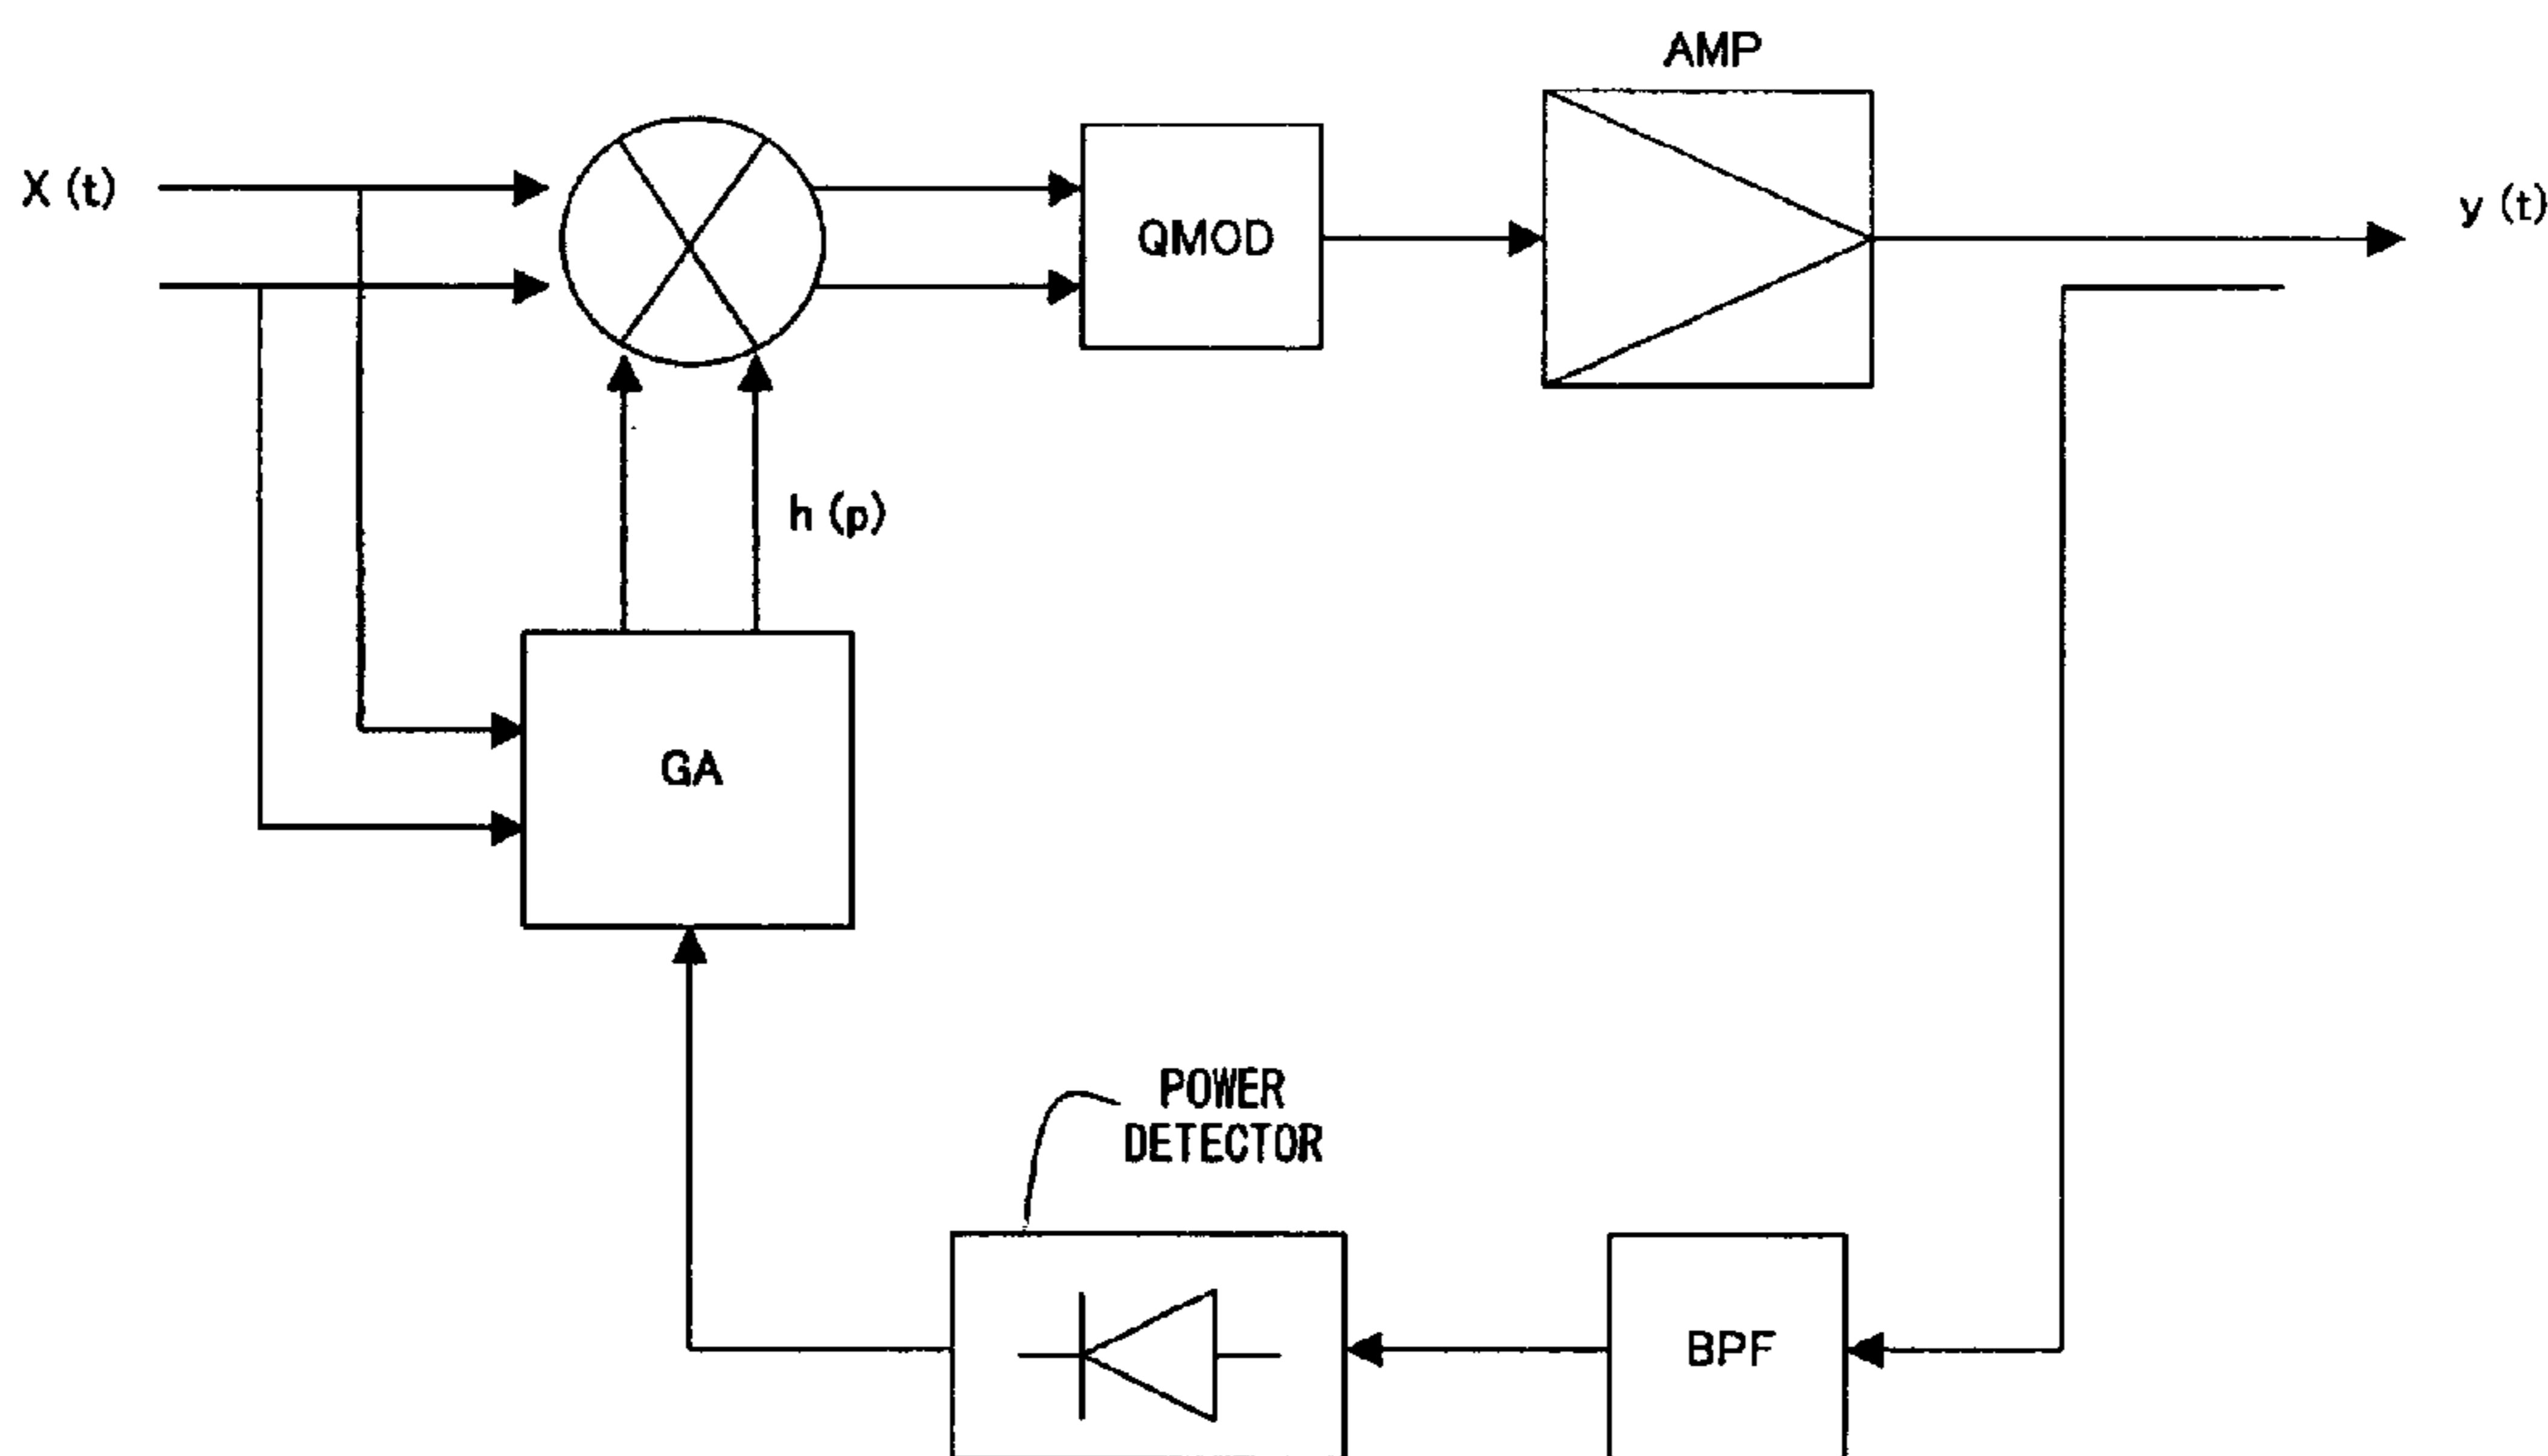 AMP
X (t)
QMOD
y (t)
h (p)
GA
POWER
DETECTOR
BPF